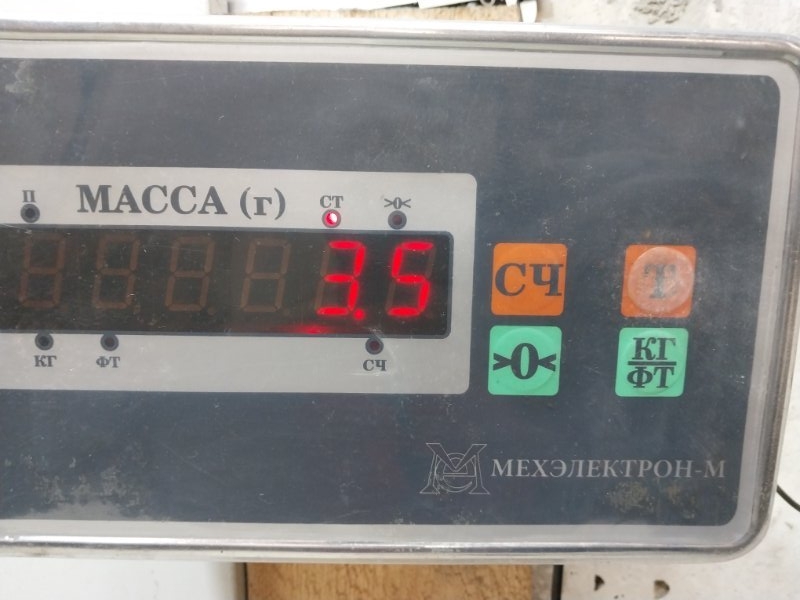 П
МАССА (г)
СТ
>0<
3.5
КГ
ФТ
СЧ
СЧ
Т
>0<
КГ
ФТ
МЕХЭЛЕКТРОН-М